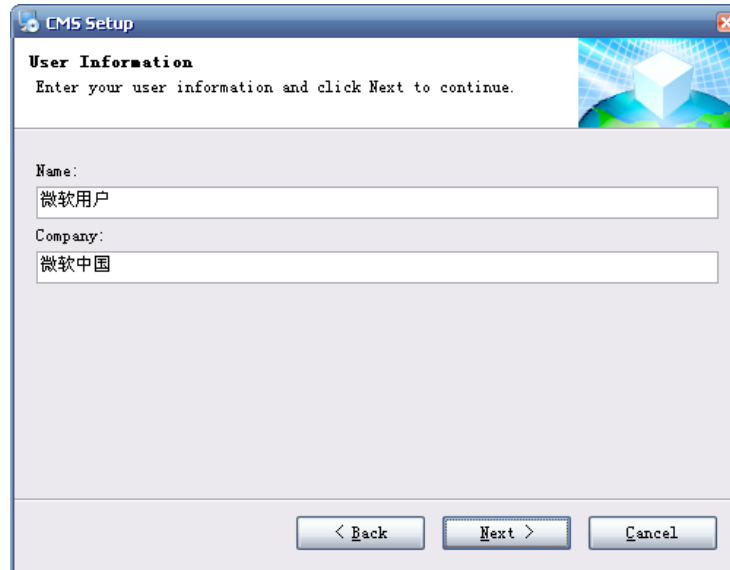 CMS Setup
User Information
Enter your user information and click Next to continue.
Name:
微软用户
Company:
微软中国
< Back
Next >
Cancel